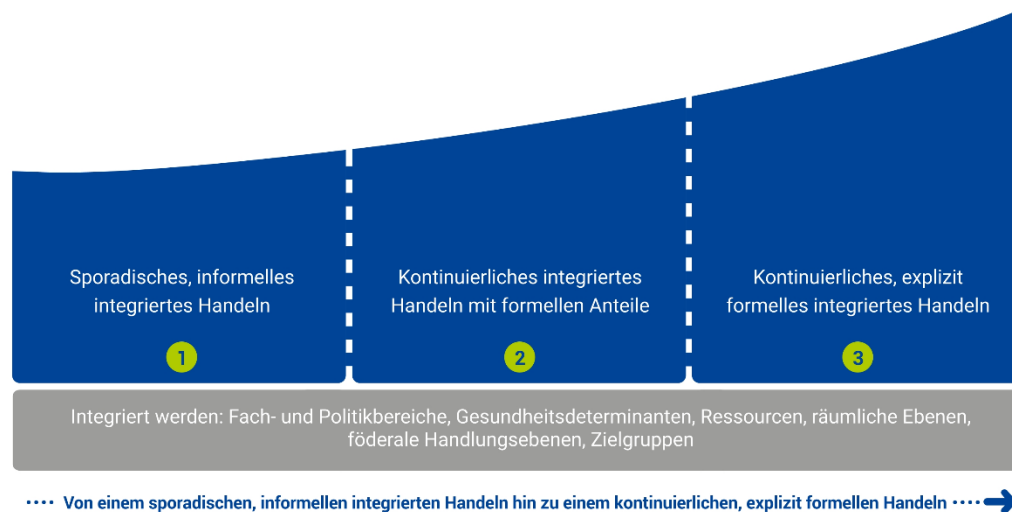 Sporadisches, informelles
integriertes Handeln
1
Kontinuierliches integriertes
Handeln mit formellen Anteile
2
Kontinuierliches, explizit
formelles integriertes Handeln
3
Integriert werden: Fach- und Politikbereiche, Gesundheitsdeterminanten, Ressourcen, räumliche Ebenen,
föderale Handlungsebenen, Zielgruppen
Von einem sporadischen, informellen integrierten Handeln hin zu einem kontinuierlichen, explizit formellen Handeln